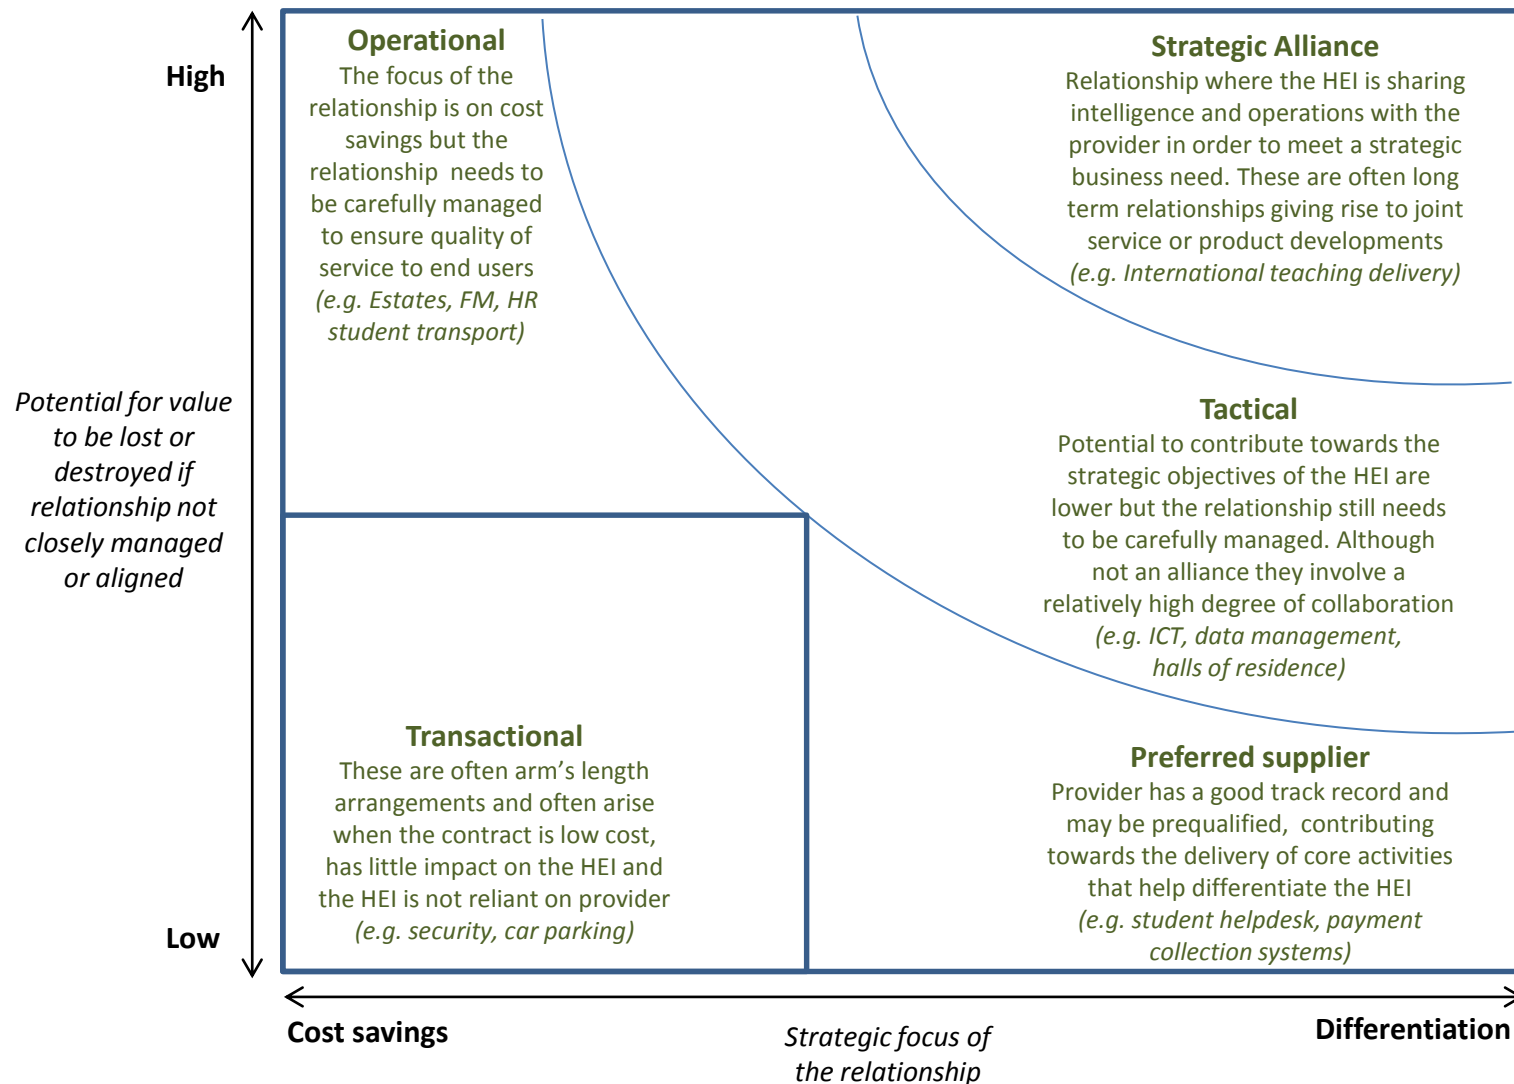 High
Potential for value
to be lost or
destroyed if
relationship not
closely managed
or aligned
Low
Operational
The focus of the
relationship is on cost
savings but the
relationship  needs to
be carefully managed
to ensure quality of
service to end users
(e.g. Estates, FM, HR
student transport)
Strategic Alliance
Relationship where the HEI is sharing
intelligence and operations with the
provider in order to meet a strategic
business need. These are often long
term relationships giving rise to joint
service or product developments
(e.g. International teaching delivery)
Tactical
Potential to contribute towards the
strategic objectives of the HEI are
lower but the relationship still needs
to be carefully managed. Although
not an alliance they involve a
relatively high degree of collaboration
(e.g. ICT, data management,
halls of residence)
Transactional
These are often arm’s length
arrangements and often arise
when the contract is low cost,
has little impact on the HEI and
the HEI is not reliant on provider
(e.g. security, car parking)
Preferred supplier
Provider has a good track record and
may be prequalified,  contributing
towards the delivery of core activities
that help differentiate the HEI
(e.g. student helpdesk, payment
collection systems)
Cost savings
Strategic focus of
the relationship
Differentiation